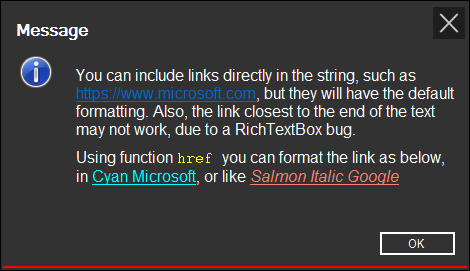 Message
You can include links directly in the string, such as
https://www.microsoft.com, but they will have the default
formatting. Also, the link closest to the end of the text
may not work, due to a RichTextBox bug.
Using function href you can format the link as below,
in Cyan Microsoft, or like Salmon Italic Google
OK